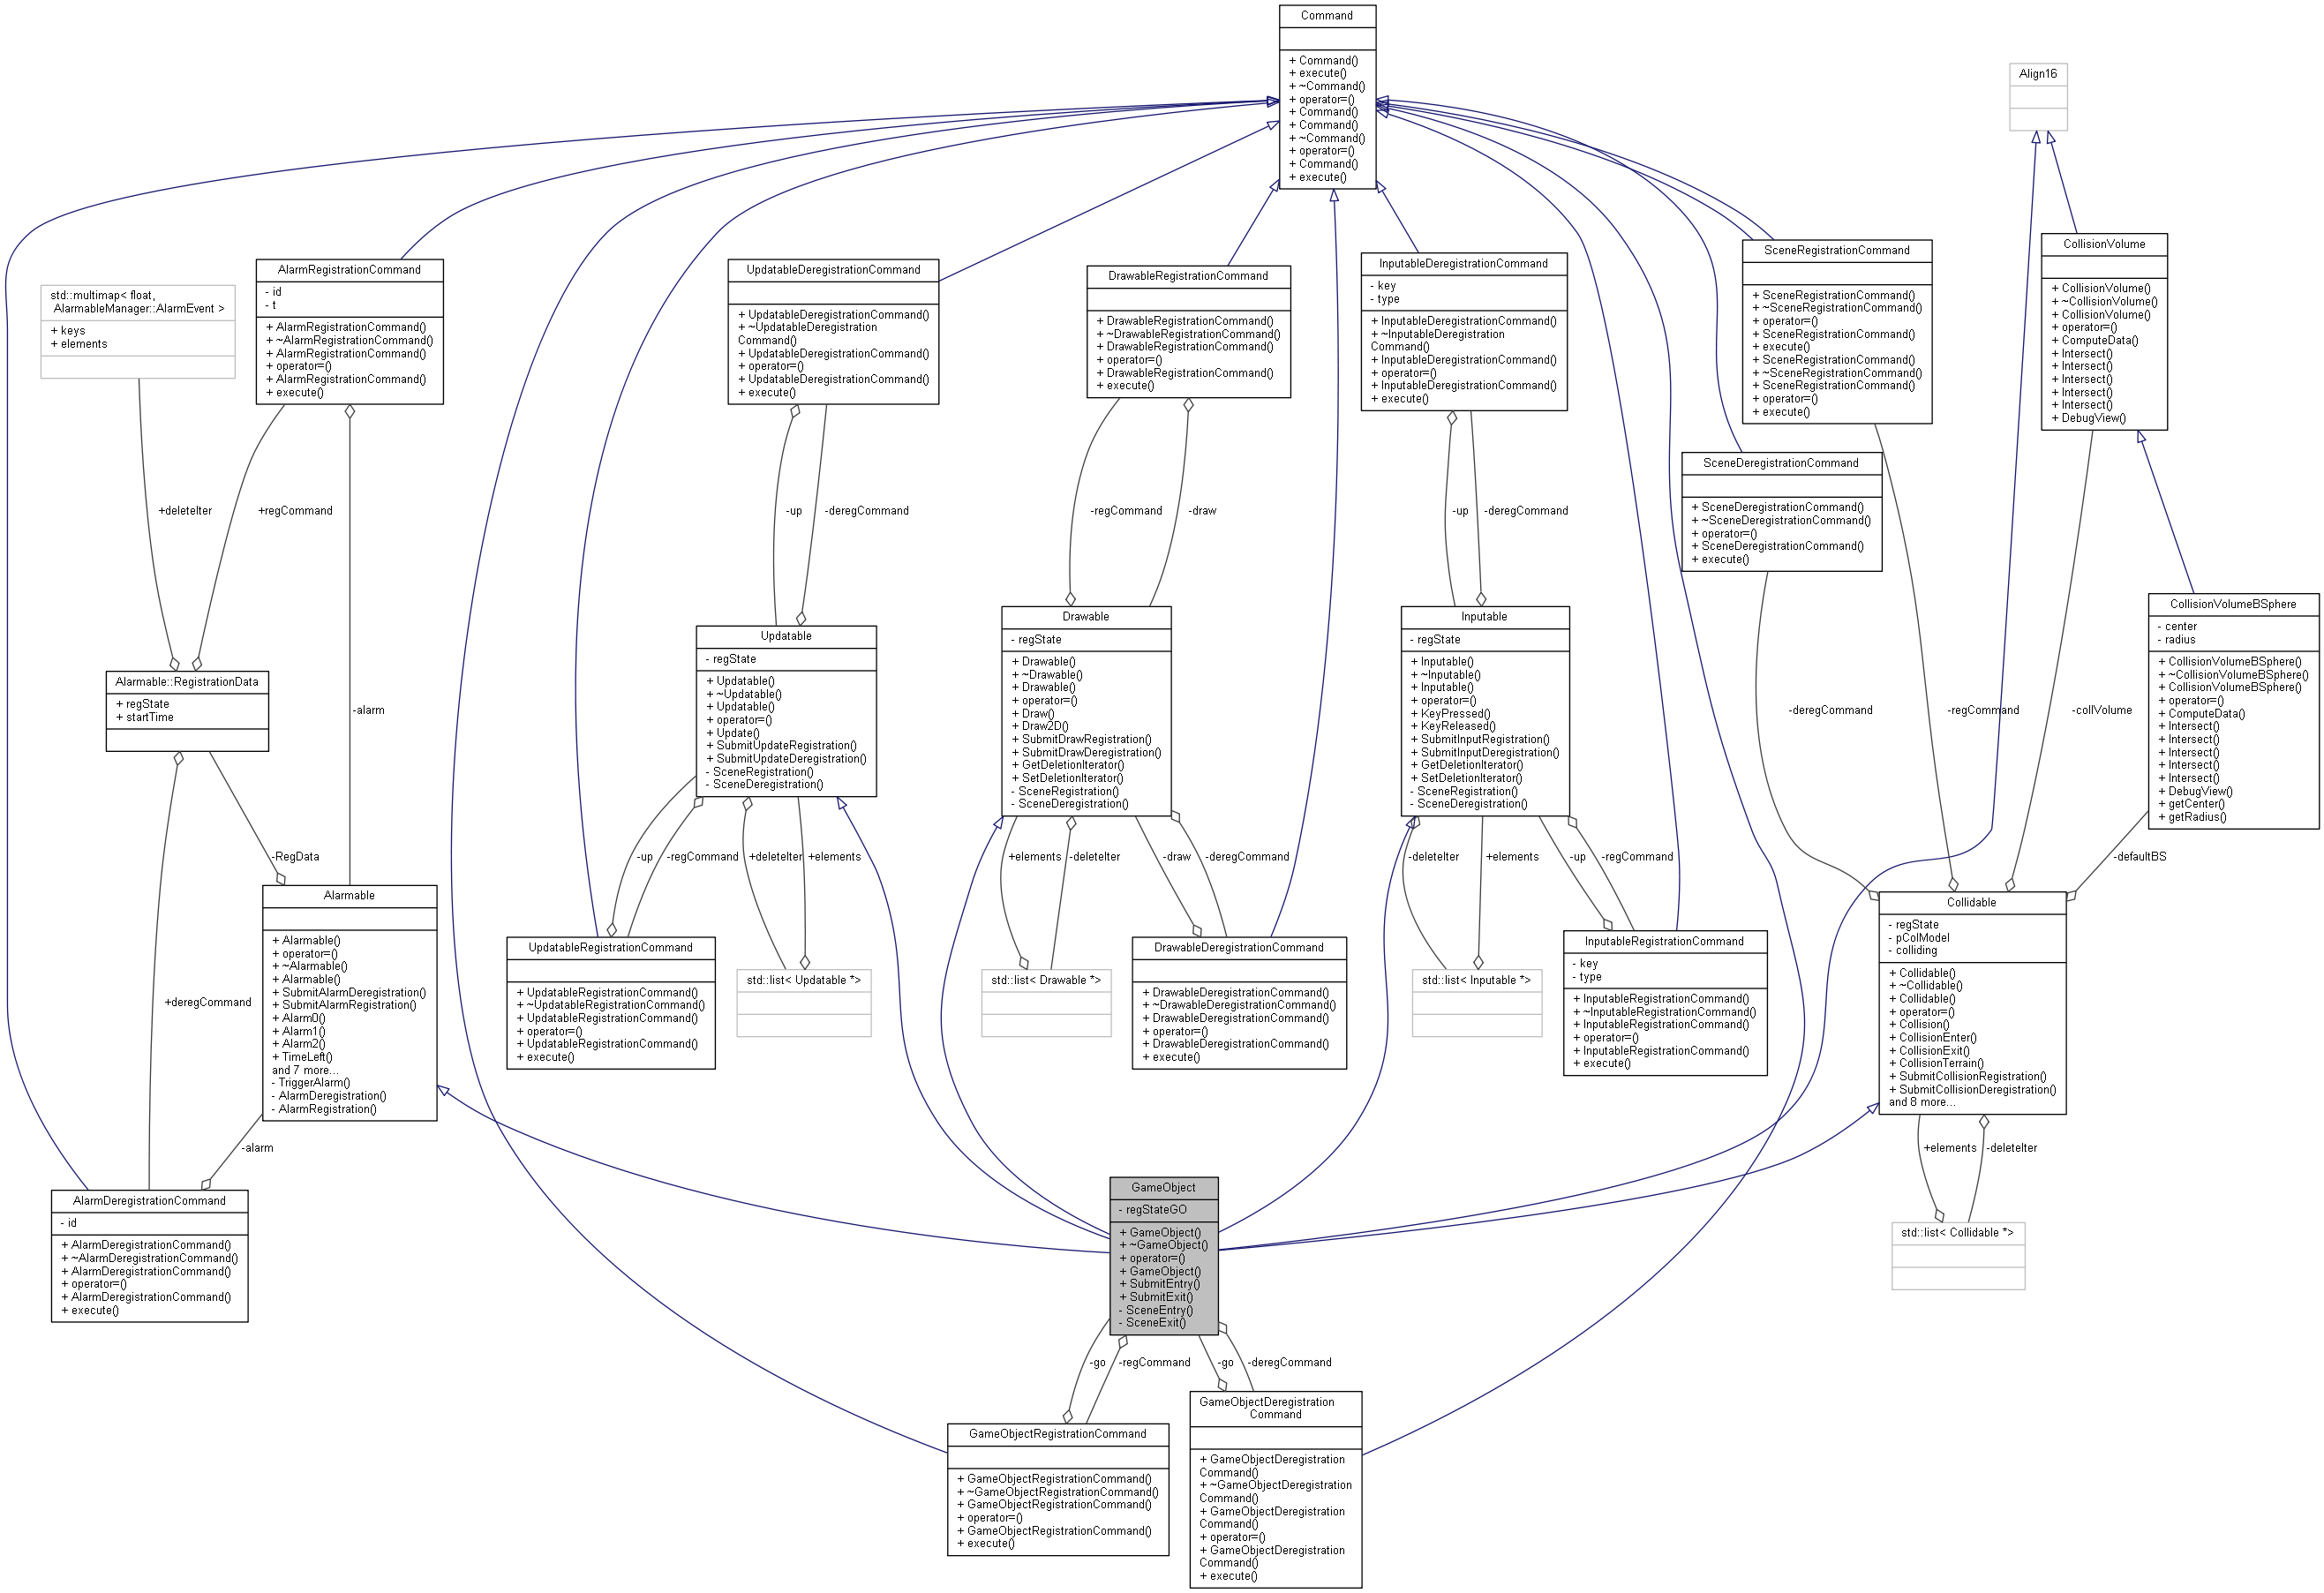 Command
+ Command()
+ execute()
+ ~Command()
+ operator=()
+ Command()
+ Command()
+ ~Command()
+ operator=()
+ Command()
+ execute()
Align16
CollisionVolume
+ CollisionVolume()
+ ~CollisionVolume()
+ CollisionVolume()
+ operator=()
+ ComputeData()
+ Intersect()
+ Intersect()
+ Intersect()
+ Intersect()
+ Intersect()
+ DebugView()
SceneRegistrationCommand
+ SceneRegistrationCommand()
+ ~SceneRegistrationCommand()
+ operator=()
+ SceneRegistrationCommand()
+ execute()
+ SceneRegistrationCommand()
+ ~SceneRegistrationCommand()
+ SceneRegistrationCommand()
+ operator=()
+ execute()
InputableDeregistrationCommand
- key
- type
+ InputableDeregistrationCommand()
+ ~InputableDeregistration
Command()
+ InputableDeregistrationCommand()
+ operator=()
+ InputableDeregistrationCommand()
+ execute()
DrawableRegistrationCommand
+ DrawableRegistrationCommand()
+ ~DrawableRegistrationCommand()
+ DrawableRegistrationCommand()
+ operator=()
+ DrawableRegistrationCommand()
+ execute()
UpdatableDeregistrationCommand
+ UpdatableDeregistrationCommand()
+ ~UpdatableDeregistration
Command()
+ UpdatableDeregistrationCommand()
+ operator=()
+ UpdatableDeregistrationCommand()
+ execute()
AlarmRegistrationCommand
- id
- t
+ AlarmRegistrationCommand()
+ ~AlarmRegistrationCommand()
+ AlarmRegistrationCommand()
+ operator=()
+ AlarmRegistrationCommand()
+ execute()
std::multimap< float,
AlarmableManager::AlarmEvent >
+ keys
+ elements
SceneDeregistrationCommand
+ SceneDeregistrationCommand()
+ ~SceneDeregistrationCommand()
+ operator=()
+ SceneDeregistrationCommand()
+ execute()
+deleteIter
+regCommand
-up
-deregCommand
-regCommand
-draw
-up
-deregCommand
CollisionVolumeBSphere
- center
- radius
+ CollisionVolumeBSphere()
+ ~CollisionVolumeBSphere()
+ CollisionVolumeBSphere()
+ operator=()
+ ComputeData()
+ Intersect()
+ Intersect()
+ Intersect()
+ Intersect()
+ Intersect()
+ DebugView()
+ getCenter()
+ getRadius()
Updatable
- regState
+ Updatable()
+ ~Updatable()
+ Updatable()
+ operator=()
+ Update()
+ SubmitUpdateRegistration()
+ SubmitUpdateDeregistration()
- SceneRegistration()
- SceneDeregistration()
Drawable
- regState
+ Drawable()
+ ~Drawable()
+ Drawable()
+ operator=()
+ Draw()
+ Draw2D()
+ SubmitDrawRegistration()
+ SubmitDrawDeregistration()
+ GetDeletionIterator()
+ SetDeletionIterator()
- SceneRegistration()
- SceneDeregistration()
Inputable
- regState
+ Inputable()
+ ~Inputable()
+ Inputable()
+ operator=()
+ KeyPressed()
+ KeyReleased()
+ SubmitInputRegistration()
+ SubmitInputDeregistration()
+ GetDeletionIterator()
+ SetDeletionIterator()
- SceneRegistration()
- SceneDeregistration()
Alarmable::RegistrationData
+ regState
+ startTime
-alarm
-deregCommand
-regCommand
-collVolume
-RegData
-up
-regCommand
+deleteIter
+elements
+elements
-deleteIter
-draw
-deregCommand
-deleteIter
+elements
-up
-regCommand
-defaultBS
Alarmable
+ Alarmable()
+ operator=()
+ ~Alarmable()
+ Alarmable()
+ SubmitAlarmDeregistration()
+ SubmitAlarmRegistration()
+ Alarm0()
+ Alarm1()
+ Alarm2()
+ TimeLeft()
and 7 more...
- TriggerAlarm()
- AlarmDeregistration()
- AlarmRegistration()
UpdatableRegistrationCommand
+ UpdatableRegistrationCommand()
+ ~UpdatableRegistrationCommand()
+ UpdatableRegistrationCommand()
+ operator=()
+ UpdatableRegistrationCommand()
+ execute()
std::list< Updatable *>
std::list< Drawable *>
DrawableDeregistrationCommand
+ DrawableDeregistrationCommand()
+ ~DrawableDeregistrationCommand()
+ DrawableDeregistrationCommand()
+ operator=()
+ DrawableDeregistrationCommand()
+ execute()
std::list< Inputable *>
InputableRegistrationCommand
- key
- type
+ InputableRegistrationCommand()
+ ~InputableRegistrationCommand()
+ InputableRegistrationCommand()
+ operator=()
+ InputableRegistrationCommand()
+ execute()
Collidable
- regState
- pColModel
- colliding
+ Collidable()
+ ~Collidable()
+ Collidable()
+ operator=()
+ Collision()
+ CollisionEnter()
+ CollisionExit()
+ CollisionTerrain()
+ SubmitCollisionRegistration()
+ SubmitCollisionDeregistration()
and 8 more...
+deregCommand
-alarm
+elements
-deleteIter
AlarmDeregistrationCommand
- id
+ AlarmDeregistrationCommand()
+ ~AlarmDeregistrationCommand()
+ AlarmDeregistrationCommand()
+ operator=()
+ AlarmDeregistrationCommand()
+ execute()
GameObject
- regStateGO
+ GameObject()
+ ~GameObject()
+ operator=()
+ GameObject()
+ SubmitEntry()
+ SubmitExit()
- SceneEntry()
- SceneExit()
std::list< Collidable *>
-go
-regCommand
-go
-deregCommand
GameObjectRegistrationCommand
+ GameObjectRegistrationCommand()
+ ~GameObjectRegistrationCommand()
+ GameObjectRegistrationCommand()
+ operator=()
+ GameObjectRegistrationCommand()
+ execute()
GameObjectDeregistration
Command
+ GameObjectDeregistration
Command()
+ ~GameObjectDeregistration
Command()
+ GameObjectDeregistration
Command()
+ operator=()
+ GameObjectDeregistration
Command()
+ execute()